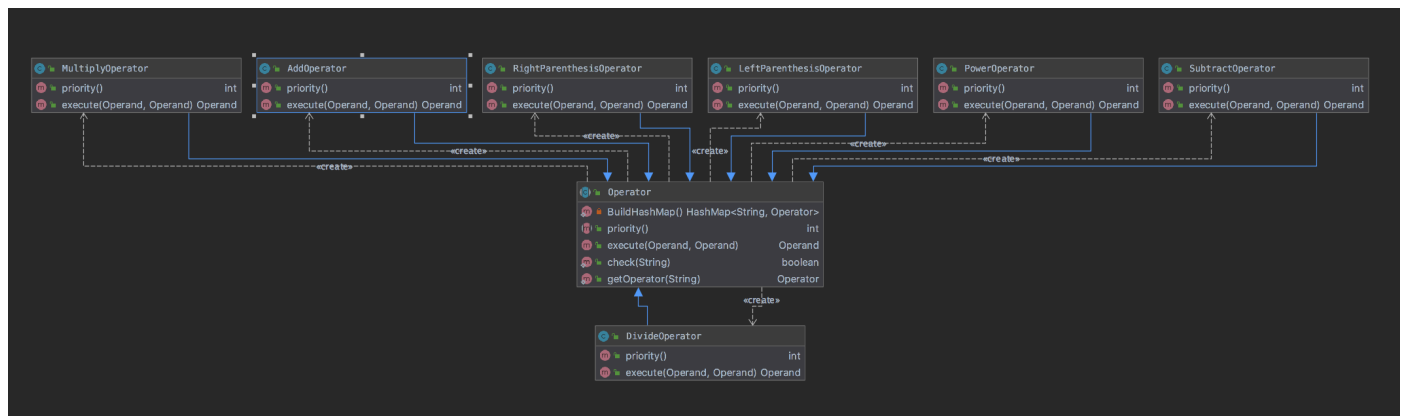 MultiplyOperator
priority() int
execute(Operand, Operand) Operand
AddOperator
priority() int
execute(Operand, Operand) Operand
RightParenthesisOperator
priority() int
execute(Operand, Operand) Operand
LeftParenthesisOperator
priority() int
execute(Operand, Operand) Operand
PowerOperator
priority() int
execute(Operand, Operand) Operand
SubtractOperator
priority() int
execute(Operand, Operand) Operand
«create»
«create»
«create»
«create»
«create»
«create»
Operator
BuildHashMap() HashMap<String, Operator>
priority() int
execute(Operand, Operand) Operand
check(String) boolean
getOperator(String) Operator
«create»
DivideOperator
priority() int
execute(Operand, Operand) Operand